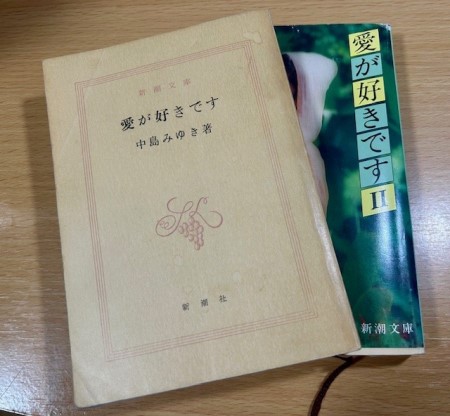 新潮文庫
愛が好きです
中島みゆき著
新潮社
愛が好きですII
新潮文庫